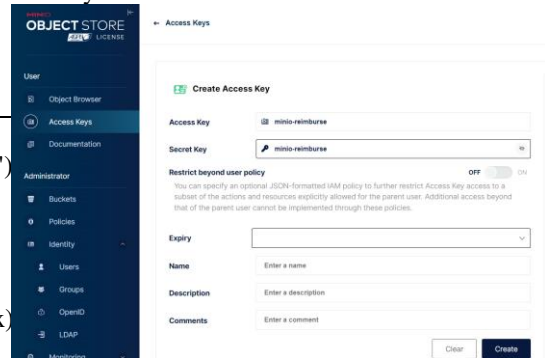 MINIO
OBJECT STORE
LICENSE
User
Object Browser
Access Keys
Documentation
Administrator
Buckets
Policies
Identity
Users
Groups
OpenID
LDAP
Monitoring
← Access Keys
Create Access Key
Access Key minio-reimburse
Secret Key minio-reimburse
Restrict beyond user policy OFF ON
You can specify an optional JSON-formatted IAM policy to further restrict Access Key access to a
subset of the actions and resources explicitly allowed for the parent user. Additional access beyond
that of the parent user cannot be implemented through these policies.
Expiry
Name Enter a name
Description Enter a description
Comments Enter a comment
Clear Create
')
k)